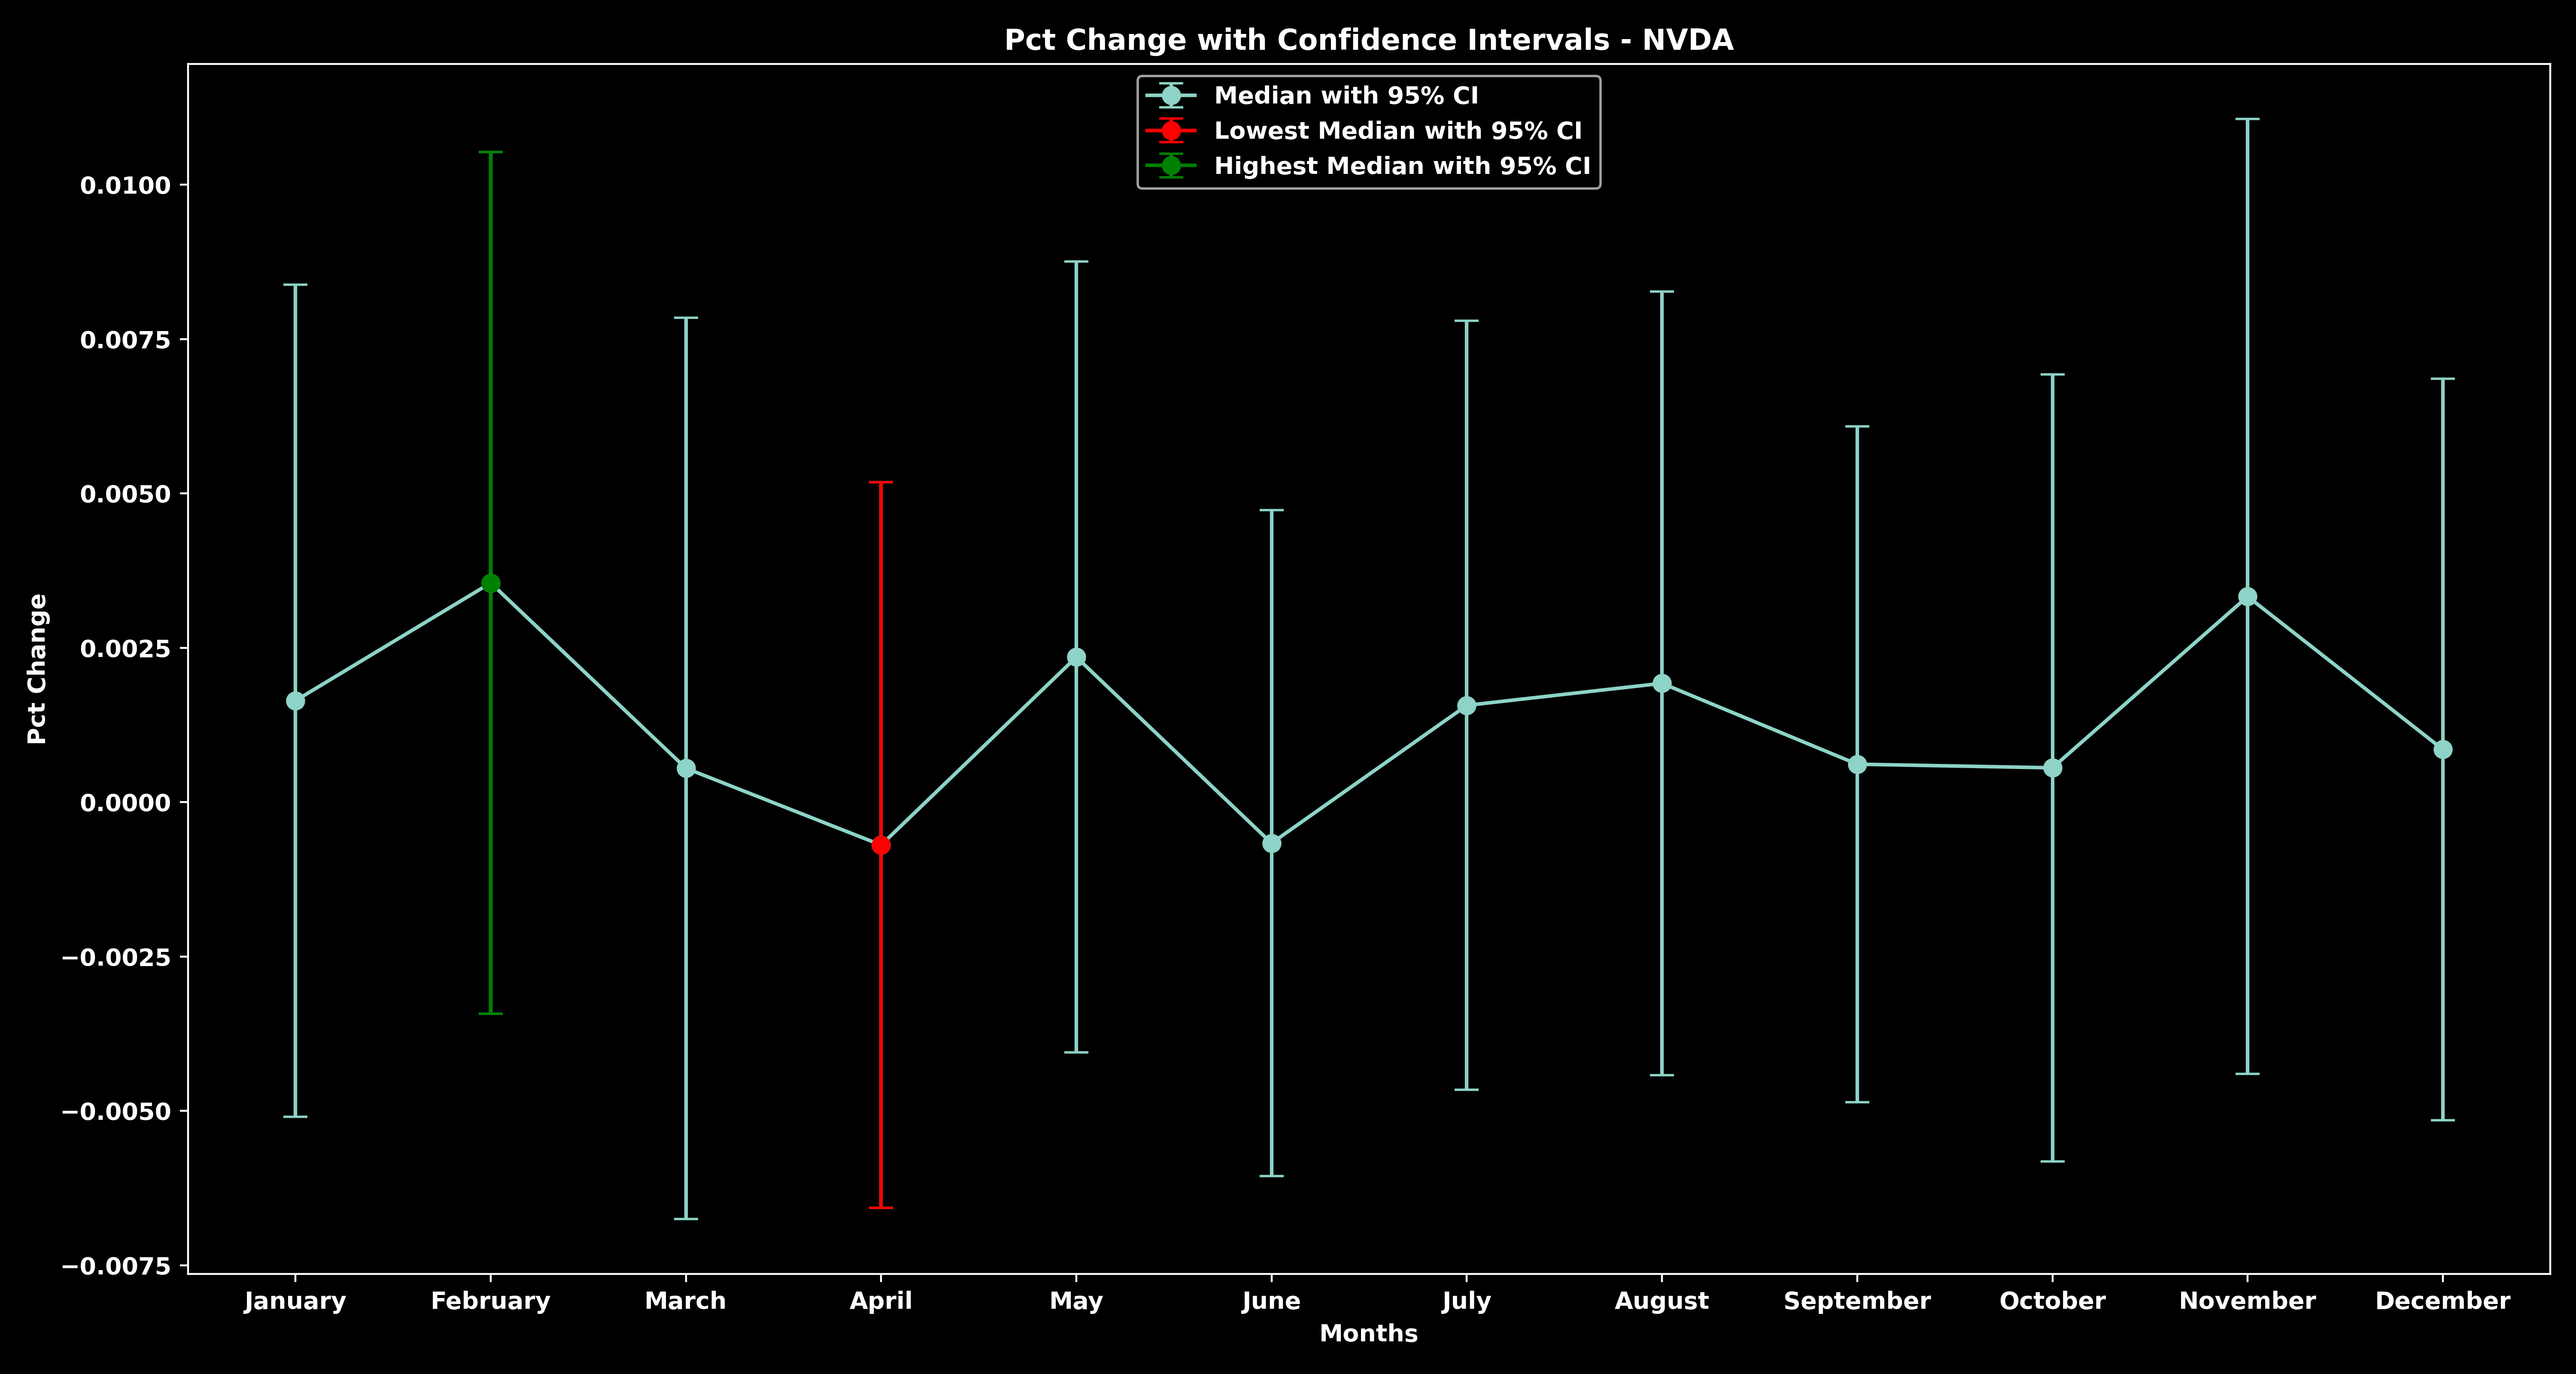 Pct Change with Confidence Intervals - NVDA
Median with 95% CI
Lowest Median with 95% CI
Highest Median with 95% CI
Pct Change
0.0100
0.0075
0.0050
0.0025
0.0000
−0.0025
−0.0050
−0.0075
January February March April May June July August September October November December
Months